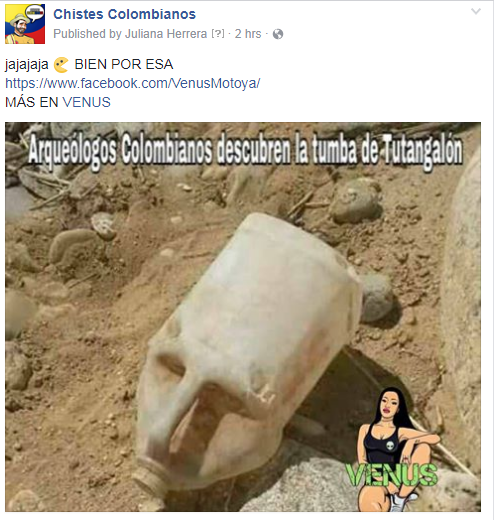 Chistes Colombianos
Published by Juliana Herrera [?] · 2 hrs ·
jajajaja BIEN POR ESA
https://www.facebook.com/VenusMotoya/
MÁS EN VENUS
Arqueólogos Colombianos descubren la tumba de Tutangalón
VENUS